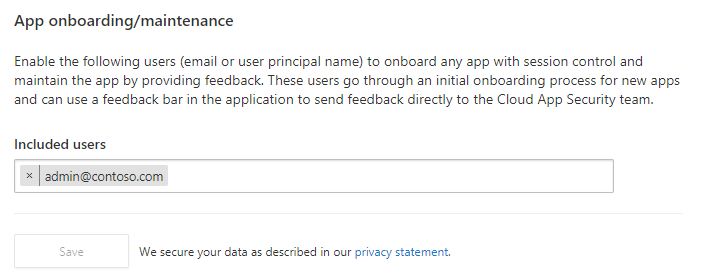 App onboarding/maintenance
Enable the following users (email or user principal name) to onboard any app with session control and
maintain the app by providing feedback. These users go through an initial onboarding process for new apps
and can use a feedback bar in the application to send feedback directly to the Cloud App Security team.
Included users
× admin@contoso.com
Save We secure your data as described in our privacy statement.